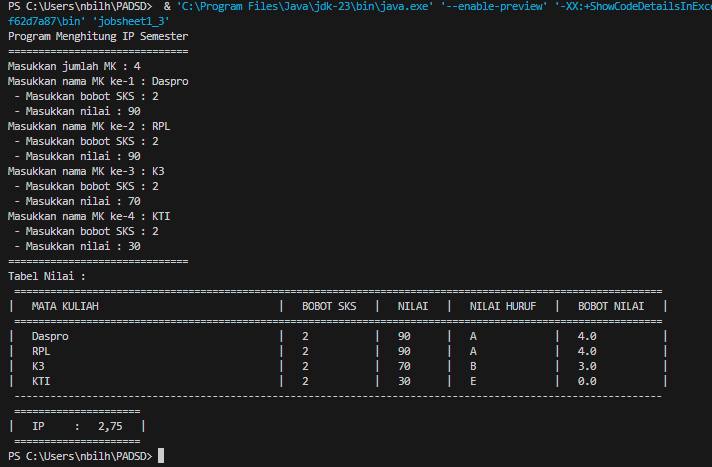 PS C:\Users\nbilh\PADSD>  & 'C:\Program Files\Java\jdk-23\bin\java.exe' '--enable-preview' '-XX:+ShowCodeDetailsInExce
f62d7a87\bin' 'jobsheet1_3'
Program Menghitung IP Semester
==============================
Masukkan jumlah MK : 4
Masukkan nama MK ke-1 : Daspro
 - Masukkan bobot SKS : 2
 - Masukkan nilai : 90
Masukkan nama MK ke-2 : RPL
 - Masukkan bobot SKS : 2
 - Masukkan nilai : 90
Masukkan nama MK ke-3 : K3
 - Masukkan bobot SKS : 2
 - Masukkan nilai : 70
Masukkan nama MK ke-4 : KTI
 - Masukkan bobot SKS : 2
 - Masukkan nilai : 30
==============================
Tabel Nilai :
 ============================================================================================================
|   MATA KULIAH                              |   BOBOT SKS   |   NILAI   |   NILAI HURUF   |   BOBOT NILAI   |
 ============================================================================================================
|   Daspro                                   |   2           |   90      |   A             |   4.0           |
|   RPL                                      |   2           |   90      |   A             |   4.0           |
|   K3                                       |   2           |   70      |   B             |   3.0           |
|   KTI                                      |   2           |   30      |   E             |   0.0           |
 ------------------------------------------------------------------------------------------------------------
 =====================
|   IP     :   2,75   |
 =====================
PS C:\Users\nbilh\PADSD>